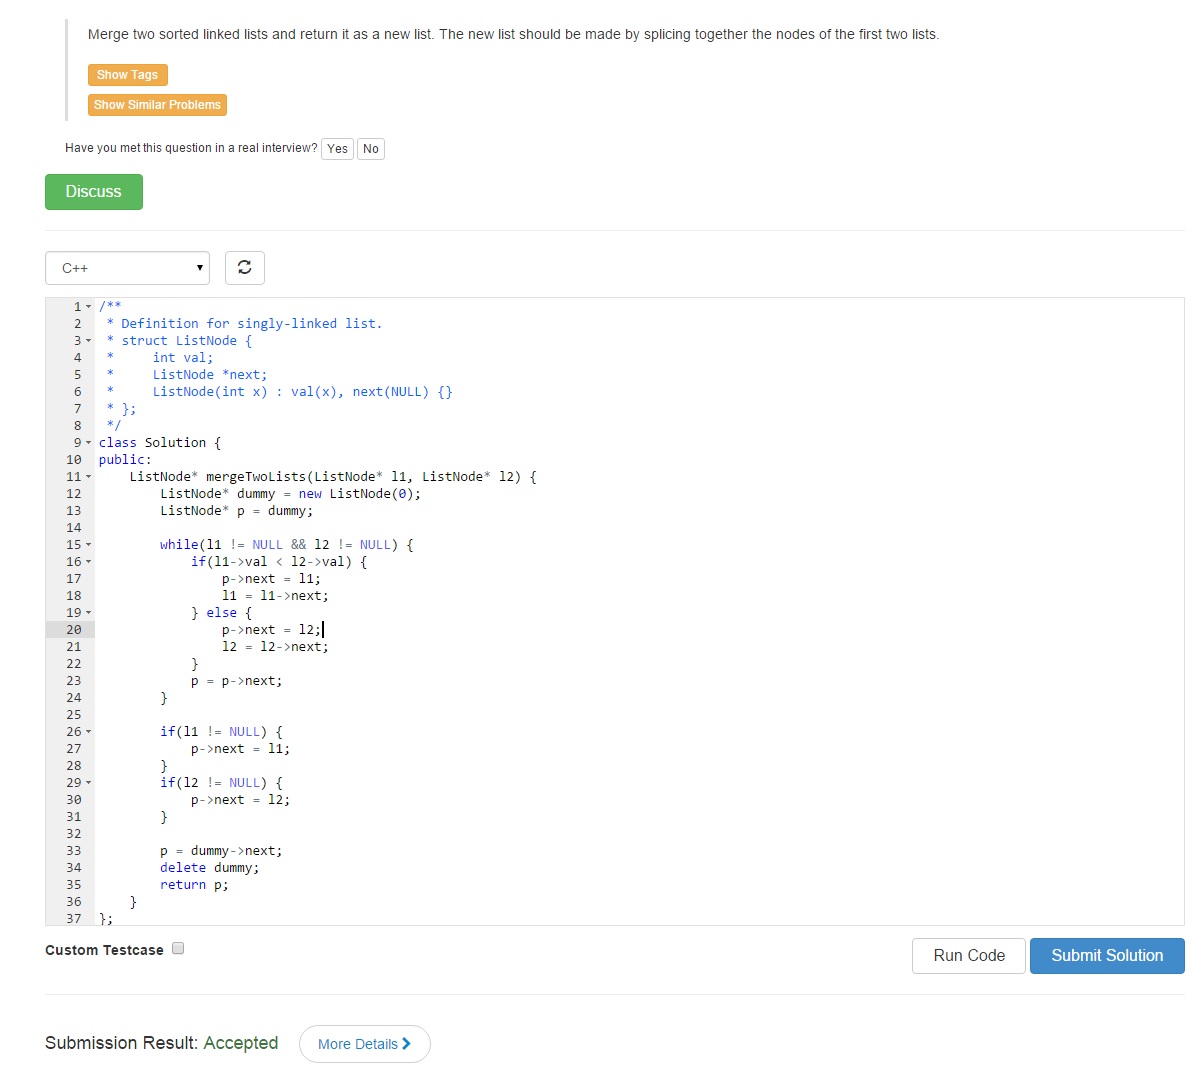 Merge two sorted linked lists and return it as a new list. The new list should be made by splicing together the nodes of the first two lists.
Show Tags
Show Similar Problems
Have you met this question in a real interview? Yes No
Discuss
C++
1 /**
2  * Definition for singly-linked list.
3  * struct ListNode {
4  *     int val;
5  *     ListNode *next;
6  *     ListNode(int x) : val(x), next(NULL) {}
7  * };
8  */
9 class Solution {
10 public:
11     ListNode* mergeTwoLists(ListNode* l1, ListNode* l2) {
12         ListNode* dummy = new ListNode(0);
13         ListNode* p = dummy;
14
15         while(l1 != NULL && l2 != NULL) {
16             if(l1->val < l2->val) {
17                 p->next = l1;
18                 l1 = l1->next;
19             } else {
20                 p->next = l2;
21                 l2 = l2->next;
22             }
23             p = p->next;
24         }
25
26         if(l1 != NULL) {
27             p->next = l1;
28         }
29         if(l2 != NULL) {
30             p->next = l2;
31         }
32
33         p = dummy->next;
34         delete dummy;
35         return p;
36     }
37 };
Custom Testcase
Run Code
Submit Solution
Submission Result: Accepted
More Details